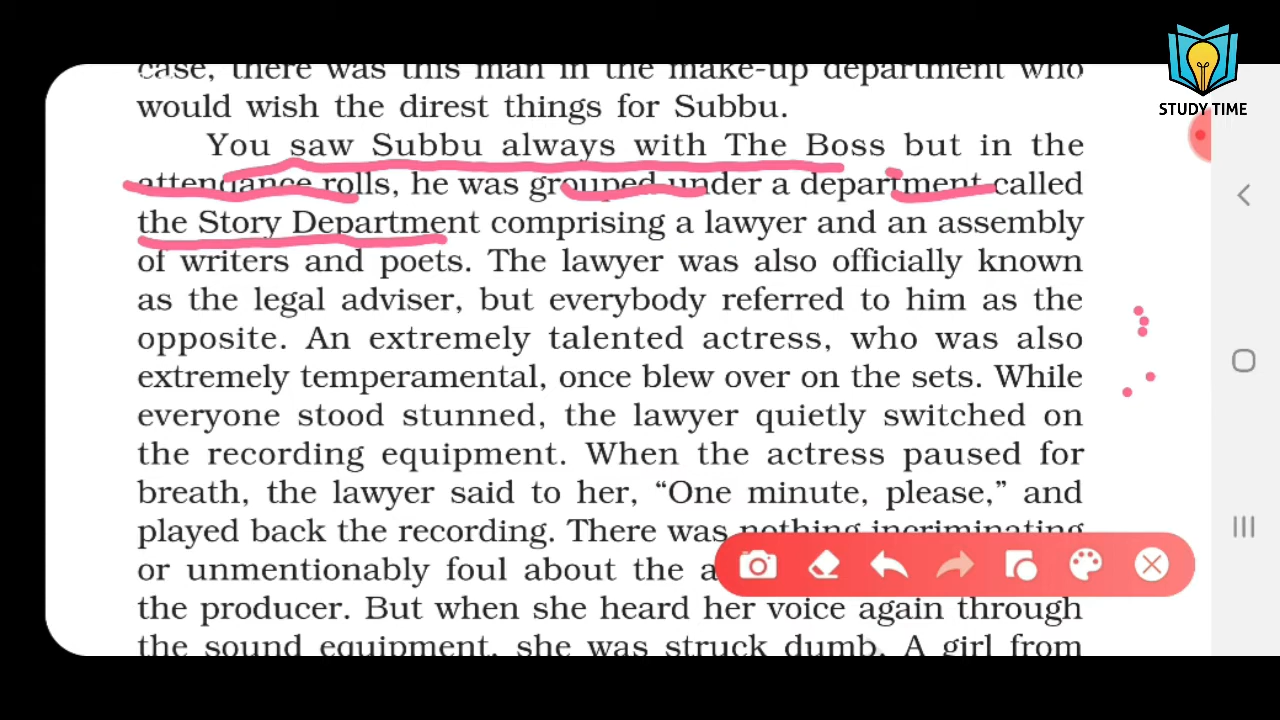 STUDY TIME
case, there was this man in the make-up department who
would wish the direst things for Subbu.
You saw Subbu always with The Boss but in the
attendance rolls, he was grouped under a department called
the Story Department comprising a lawyer and an assembly
of writers and poets. The lawyer was also officially known
as the legal adviser, but everybody referred to him as the
opposite. An extremely talented actress, who was also
extremely temperamental, once blew over on the sets. While
everyone stood stunned, the lawyer quietly switched on
the recording equipment. When the actress paused for
breath, the lawyer said to her, “One minute, please,” and
played back the recording. There was nothing incriminating
or unmentionably foul about the a
the producer. But when she heard her voice again through
the sound equipment, she was struck dumb. A girl from